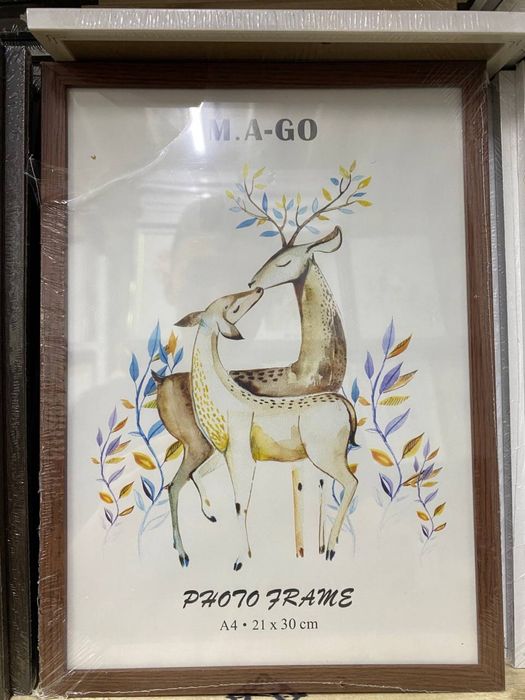 M.A-GO
PHOTO FRAME
A4 • 21 x 30 cm